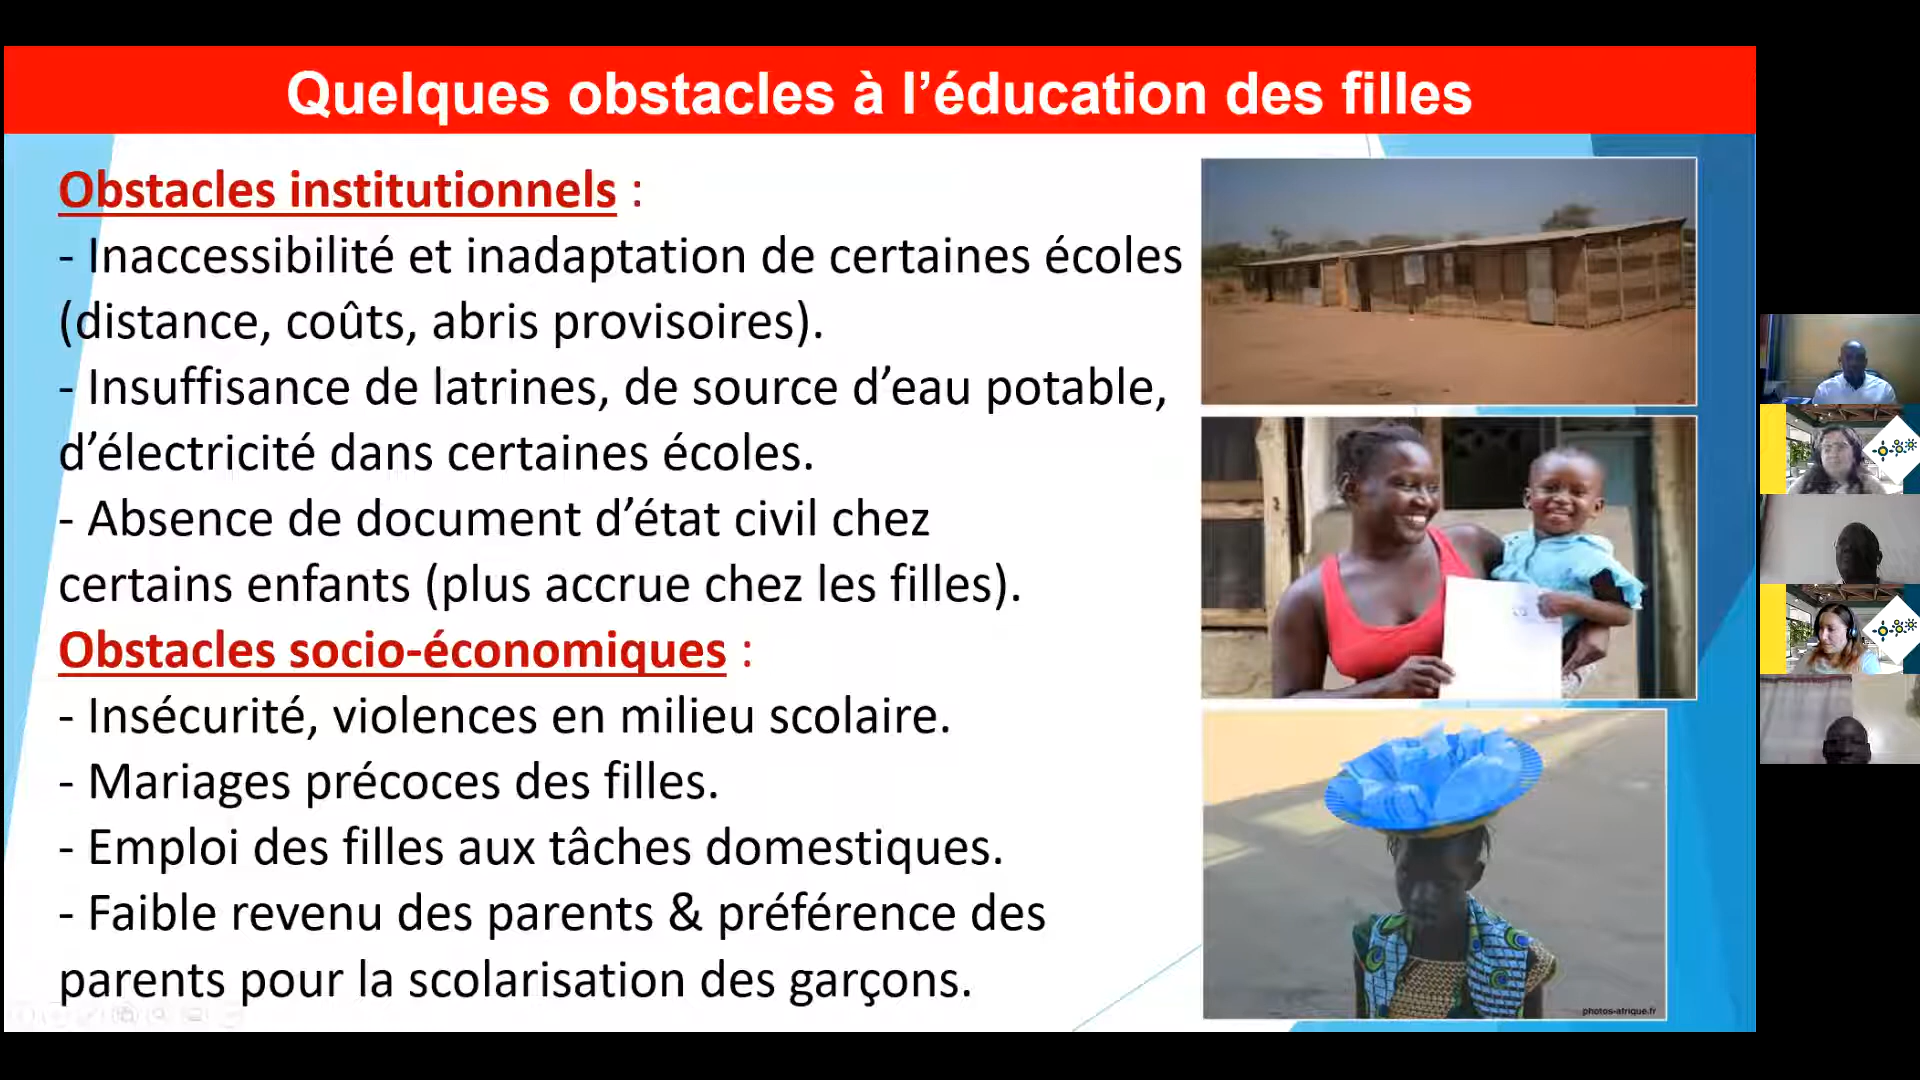 Quelques obstacles à l’éducation des filles
Obstacles institutionnels :
- Inaccessibilité et inadaptation de certaines écoles
(distance, coûts, abris provisoires).
- Insuffisance de latrines, de source d’eau potable,
d’électricité dans certaines écoles.
- Absence de document d’état civil chez
certains enfants (plus accrue chez les filles).
Obstacles socio-économiques :
- Insécurité, violences en milieu scolaire.
- Mariages précoces des filles.
- Emploi des filles aux tâches domestiques.
- Faible revenu des parents & préférence des
parents pour la scolarisation des garçons.
photos-afrique.fr